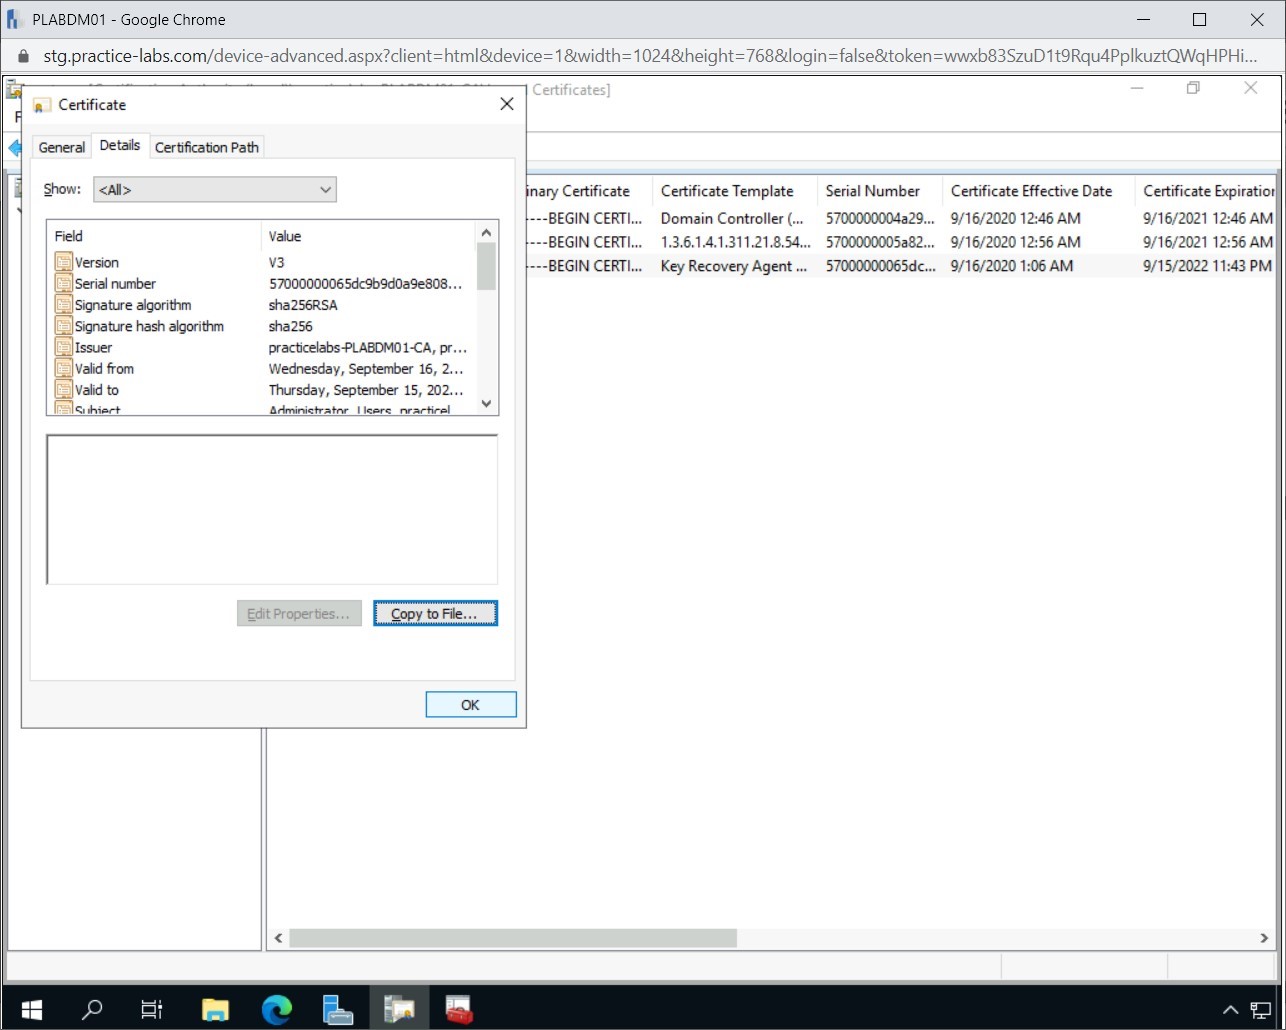 PLABDM01 - Google Chrome
stg.practice-labs.com/device-advanced.aspx?client=html&device=1&width=1024&height=768&login=false&token=wwxb83SzuD1t9Rqu4PplkuztQWqHPHi...
Certificates]
Certificate
General
Details
Certification Path
Show:
<All>
Field Value
Version V3
Serial number 57000000065dc9b9d0a9e808...
Signature algorithm sha256RSA
Signature hash algorithm sha256
Issuer practicelabs-PLABDM01-CA, pr...
Valid from Wednesday, September 16, 2...
Valid to Thursday, September 15, 202...
Subject Administrator, Users, practicel
Edit Properties...
Copy to File...
OK
inary Certificate Certificate Template Serial Number Certificate Effective Date Certificate Expiration
----BEGIN CERTI... Domain Controller (... 5700000004a29... 9/16/2020 12:46 AM 9/16/2021 12:46 AM
----BEGIN CERTI... 1.3.6.1.4.1.311.21.8.54... 5700000005a82... 9/16/2020 12:56 AM 9/16/2021 12:56 AM
----BEGIN CERTI... Key Recovery Agent ... 57000000065dc... 9/16/2020 1:06 AM 9/15/2022 11:43 PM